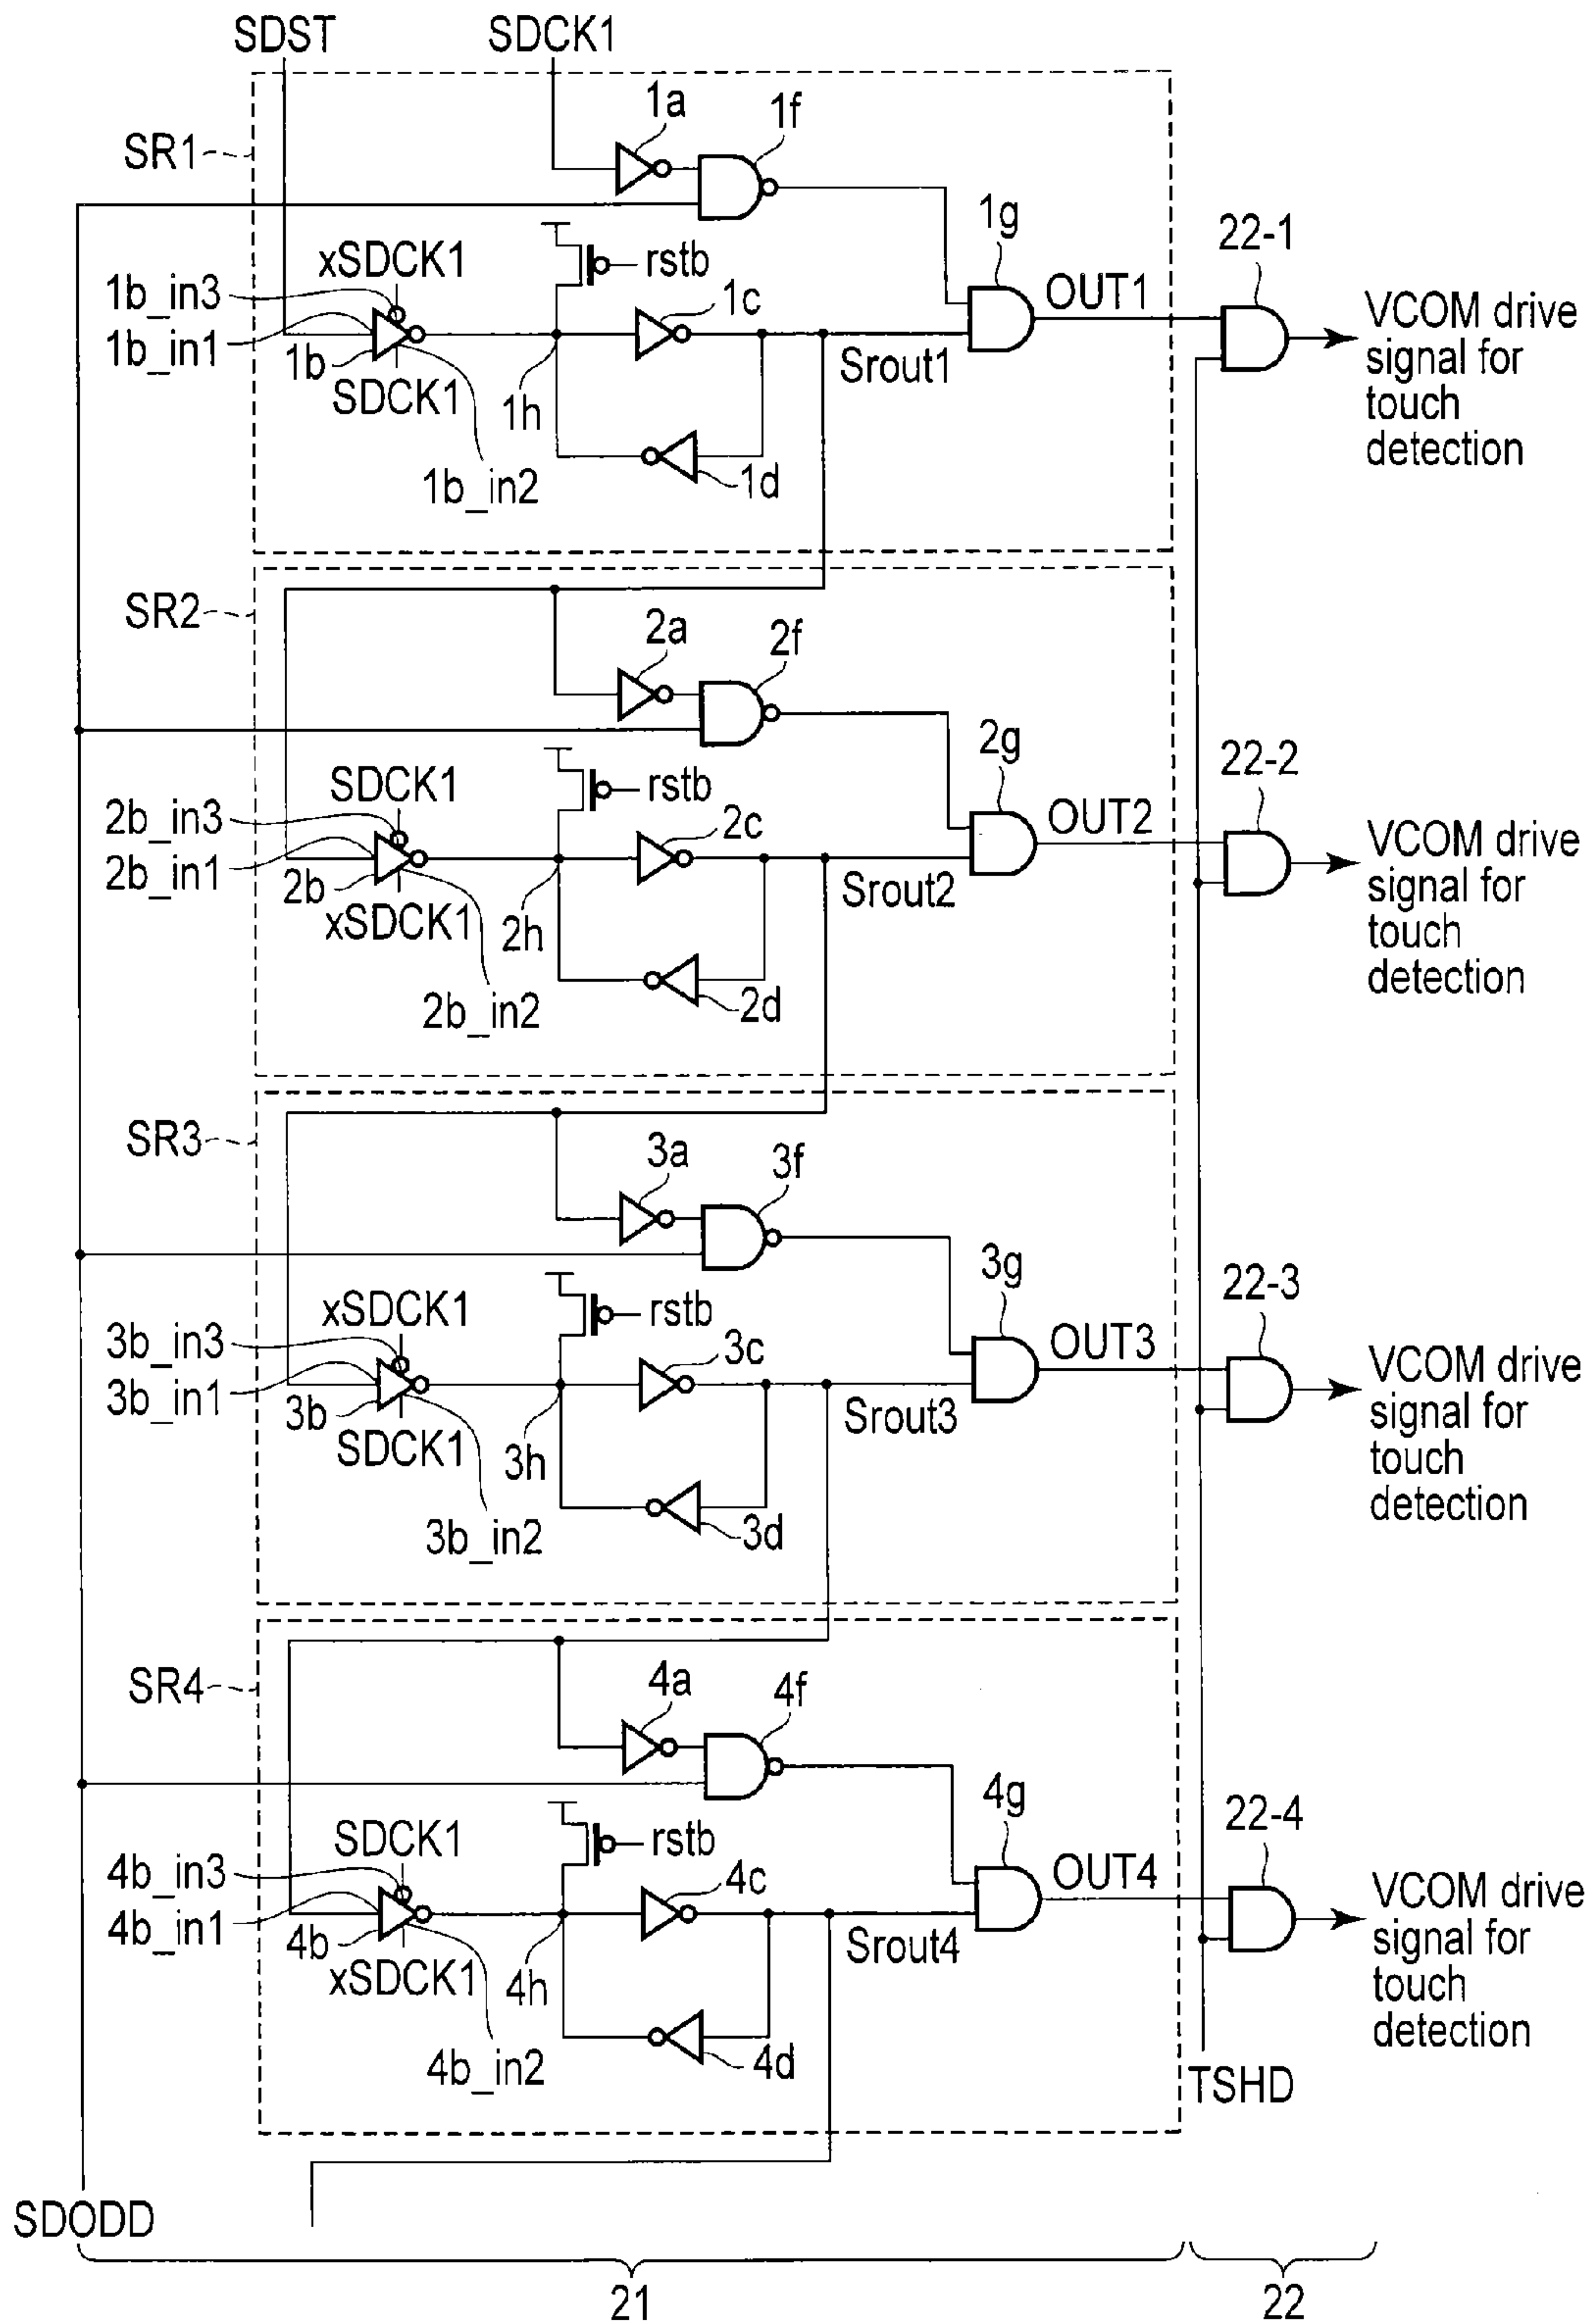 SDST
SDCK1
SR1
1a
1f
xSDCK1
rstb
1g
22-1
1b_in3
1b_in1
1b
SDCK1
1c
1h
Srout1
OUT1
VCOM drive
signal for
touch
detection
1b_in2
1d
SR2
2a
2f
SDCK1
rstb
2g
22-2
2b_in3
2b_in1
2b
xSDCK1
2c
2h
Srout2
OUT2
VCOM drive
signal for
touch
detection
2b_in2
2d
SR3
3a
3f
xSDCK1
rstb
3g
22-3
3b_in3
3b_in1
3b
SDCK1
3c
3h
Srout3
OUT3
VCOM drive
signal for
touch
detection
3b_in2
3d
SR4
4a
4f
SDCK1
rstb
4g
22-4
4b_in3
4b_in1
4b
xSDCK1
4c
4h
Srout4
OUT4
VCOM drive
signal for
touch
detection
4b_in2
4d
TSHD
SDODD
21
22